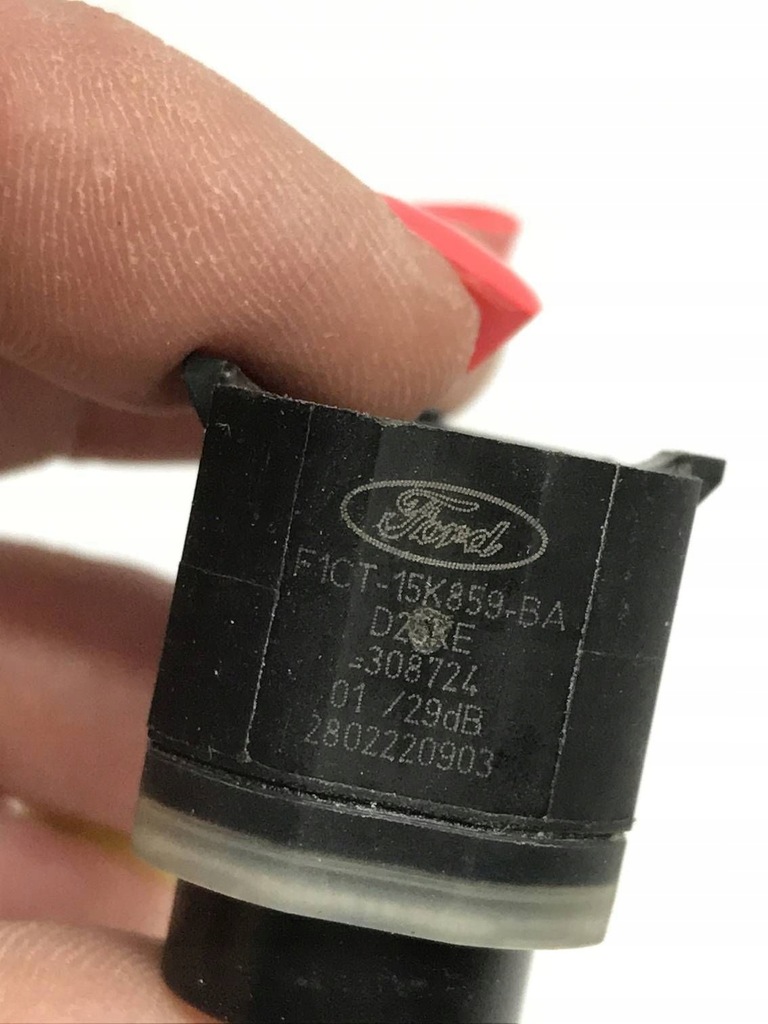 Ford
F1CT-15K859-BA
-308724
01 /29dB
2802220903